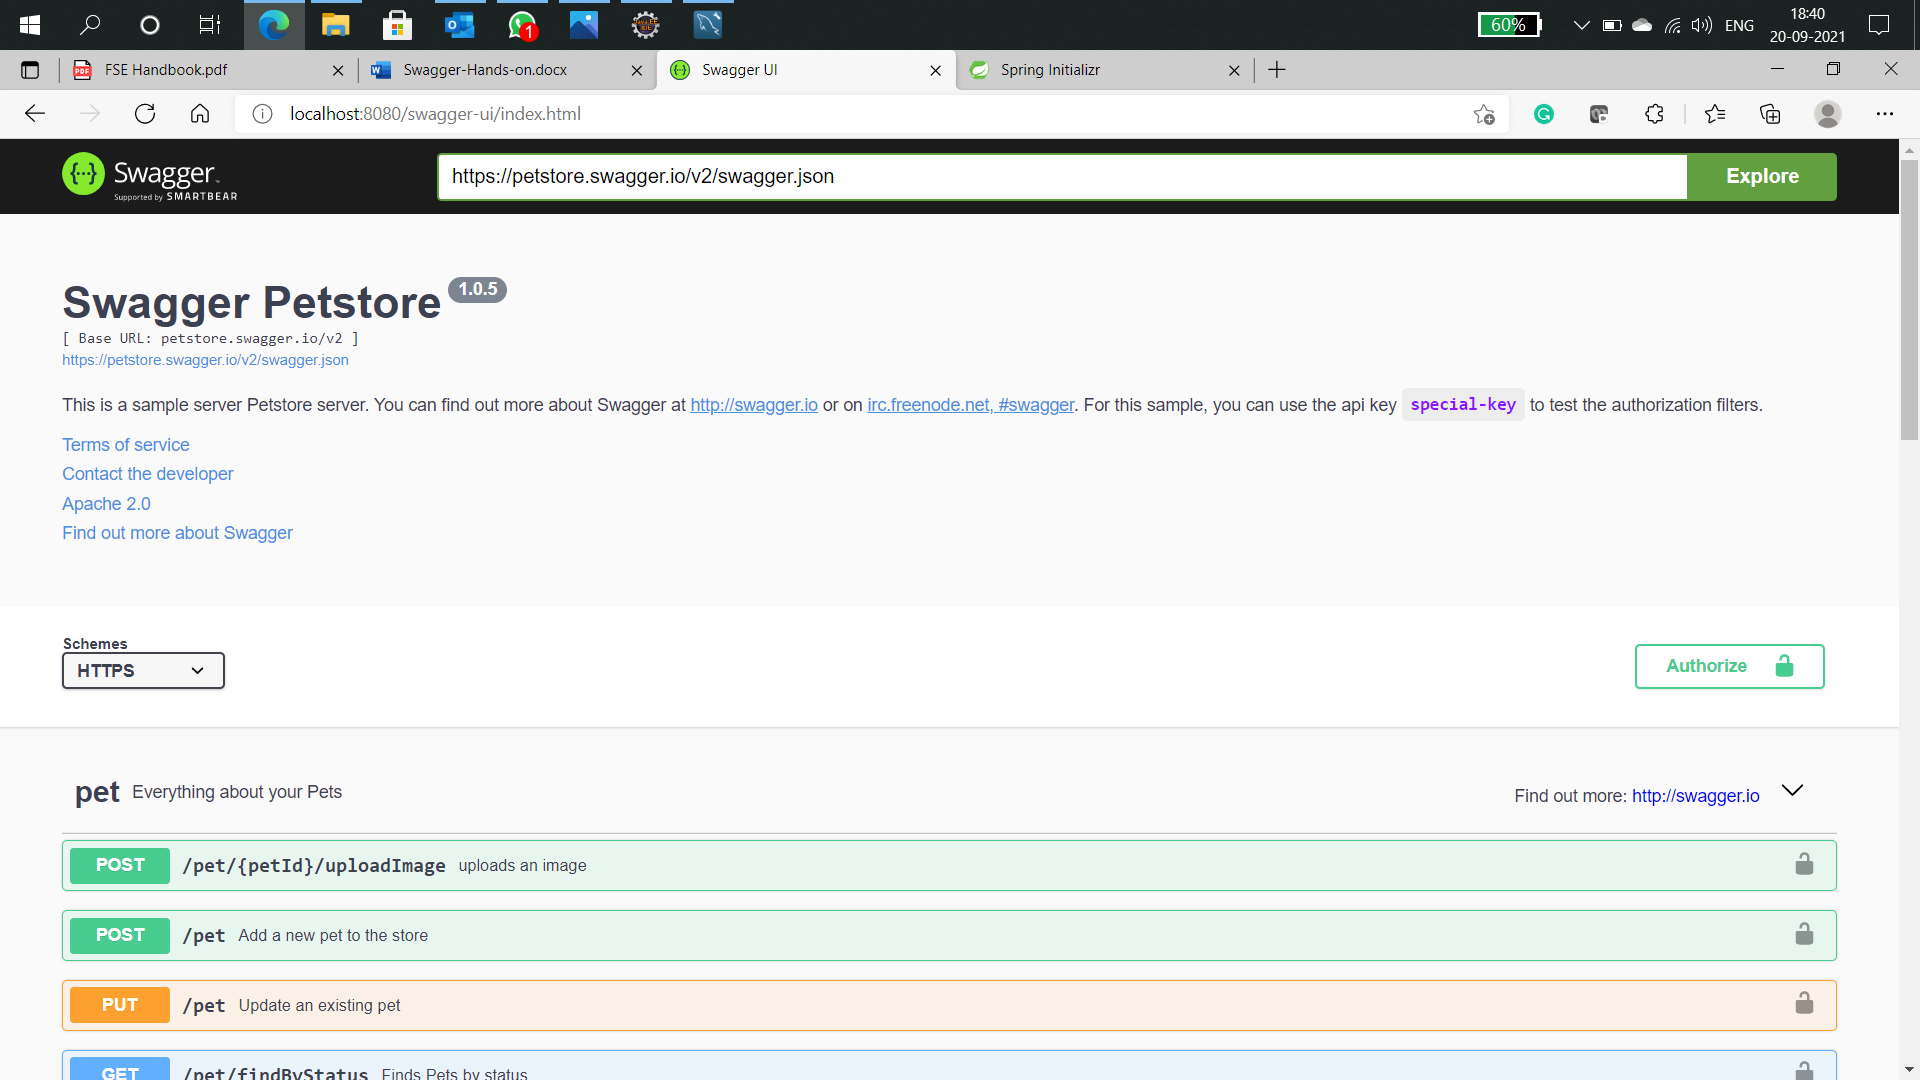 60%
ENG
18:40
20-09-2021
1
FSE Handbook.pdf
Swagger-Hands-on.docx
Swagger UI
Spring Initializr
localhost:8080/swagger-ui/index.html
Swagger
Supported by SMARTBEAR
https://petstore.swagger.io/v2/swagger.json
Explore
Swagger Petstore 1.0.5
[ Base URL: petstore.swagger.io/v2 ]
https://petstore.swagger.io/v2/swagger.json
This is a sample server Petstore server. You can find out more about Swagger at http://swagger.io or on irc.freenode.net, #swagger. For this sample, you can use the api key special-key to test the authorization filters.
Terms of service
Contact the developer
Apache 2.0
Find out more about Swagger
Schemes
HTTPS
Authorize
pet Everything about your Pets
Find out more: http://swagger.io
POST /pet/{petId}/uploadImage uploads an image
POST /pet Add a new pet to the store
PUT /pet Update an existing pet
GET /pet/findByStatus Finds Pets by status